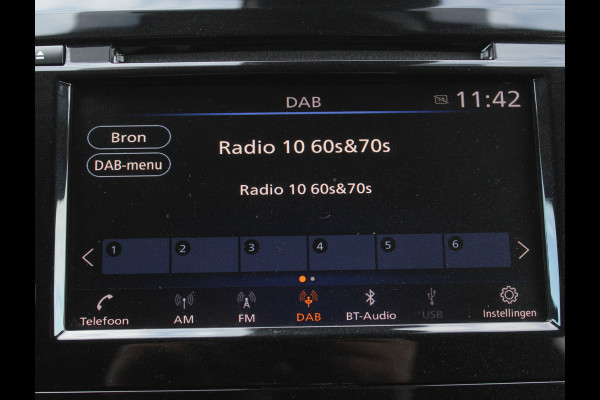 DAB
11:42
Bron
Radio 10 60s&70s
DAB-menu
Radio 10 60s&70s
1 2 3 4 5 6
Telefoon AM FM DAB BT-Audio USB Instellingen